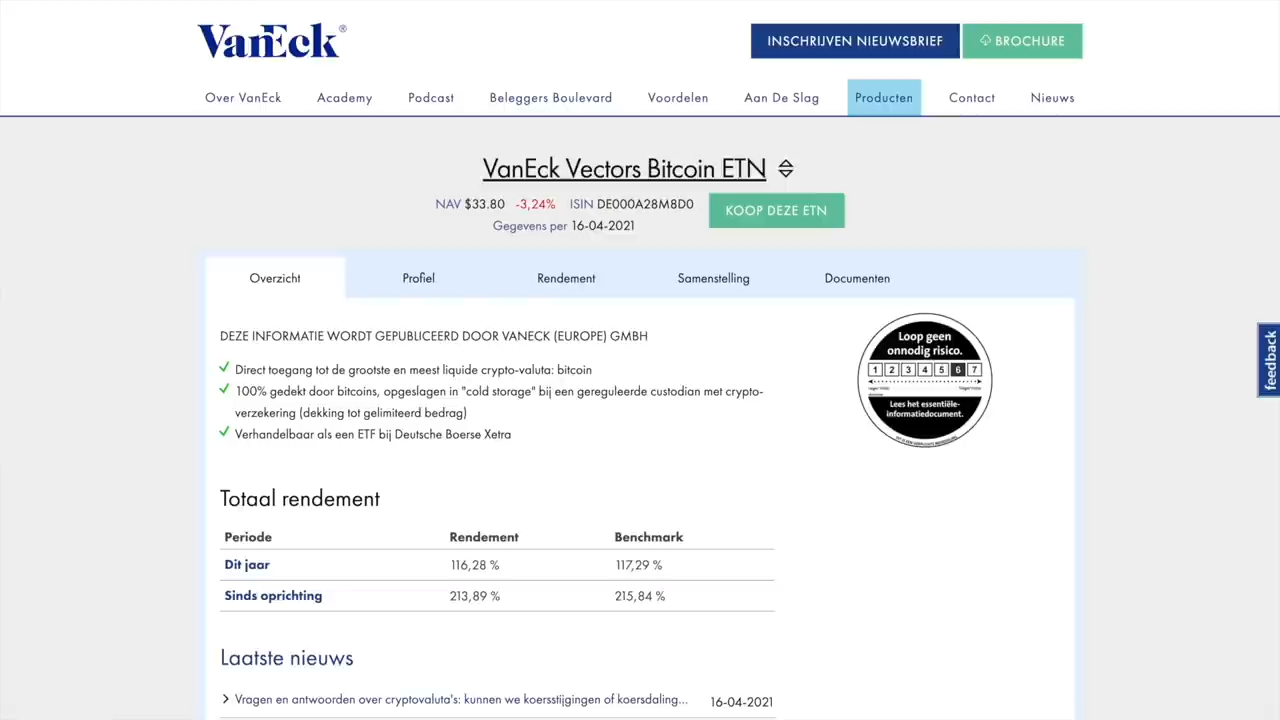 VanEck®
INSCHRIJVEN NIEUWSBRIEF
BROCHURE
Over VanEck
Academy
Podcast
Beleggers Boulevard
Voordelen
Aan De Slag
Producten
Contact
Nieuws
VanEck Vectors Bitcoin ETN
NAV $33.80 -3,24% ISIN DE000A28M8D0
Gegevens per 16-04-2021
KOOP DEZE ETN
Overzicht
Profiel
Rendement
Samenstelling
Documenten
DEZE INFORMATIE WORDT GEPUBLICEERD DOOR VANECK (EUROPE) GMBH
Direct toegang tot de grootste en meest liquide crypto-valuta: bitcoin
100% gedekt door bitcoins, opgeslagen in "cold storage" bij een gereguleerde custodian met crypto-
verzekering (dekking tot gelimiteerd bedrag)
Verhandelbaar als een ETF bij Deutsche Boerse Xetra
Loop geen
onnodig risico.
1 2 3 4 5 6 7
Lees het essentiële-
informatiedocument.
feedback
Totaal rendement
Periode Rendement Benchmark
Dit jaar 116,28 % 117,29 %
Sinds oprichting 213,89 % 215,84 %
Laatste nieuws
Vragen en antwoorden over cryptovaluta's: kunnen we koersstijgingen of koersdaling... 16-04-2021